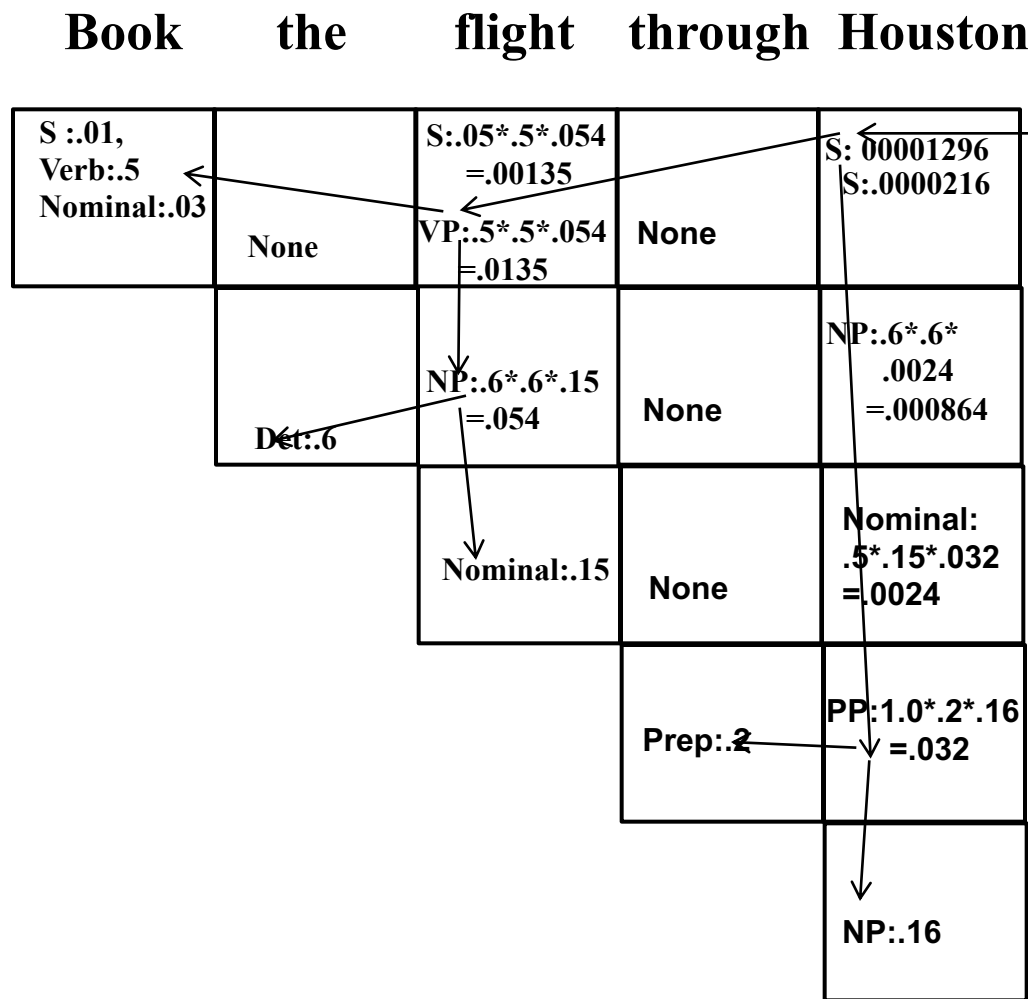 Book the flight through Houston
S :.01,
Verb:.5
Nominal:.03
None
S:.05*.5*.054
=.00135
VP:.5*.5*.054
=.0135
None
S: 00001296
S:.0000216
Det:.6
NP:.6*.6*.15
=.054
None
NP:.6*.6*
.0024
=.000864
Nominal:.15
None
Nominal:
.5*.15*.032
=.0024
Prep:.2
PP:1.0*.2*.16
=.032
NP:.16